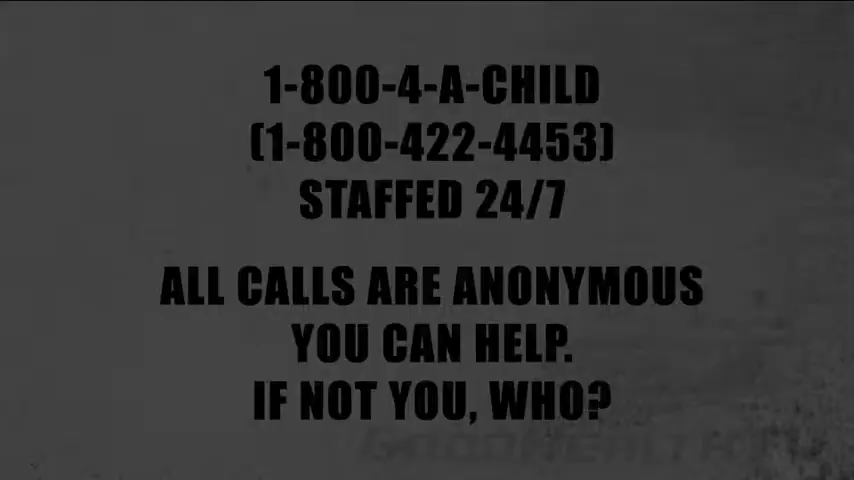 1-800-4-A-CHILD
(1-800-422-4453)
STAFFED 24/7
ALL CALLS ARE ANONYMOUS
YOU CAN HELP.
IF NOT YOU, WHO?